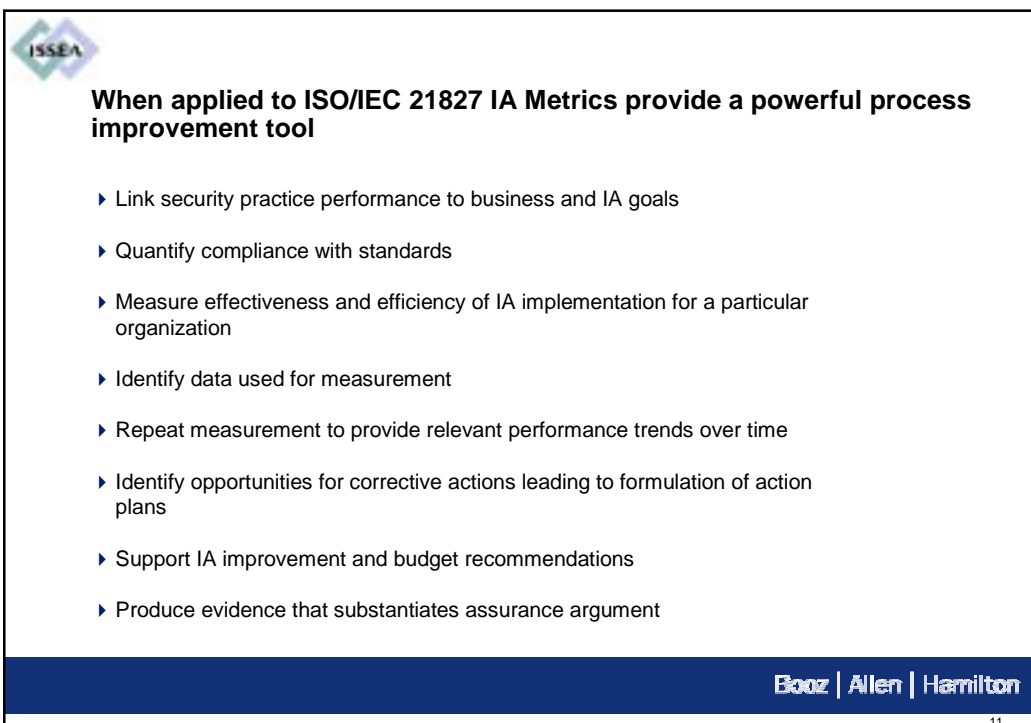 ISSEA
When applied to ISO/IEC 21827 IA Metrics provide a powerful process
improvement tool
Link security practice performance to business and IA goals
Quantify compliance with standards
Measure effectiveness and efficiency of IA implementation for a particular
organization
Identify data used for measurement
Repeat measurement to provide relevant performance trends over time
Identify opportunities for corrective actions leading to formulation of action
plans
Support IA improvement and budget recommendations
Produce evidence that substantiates assurance argument
Booz | Allen | Hamilton
11